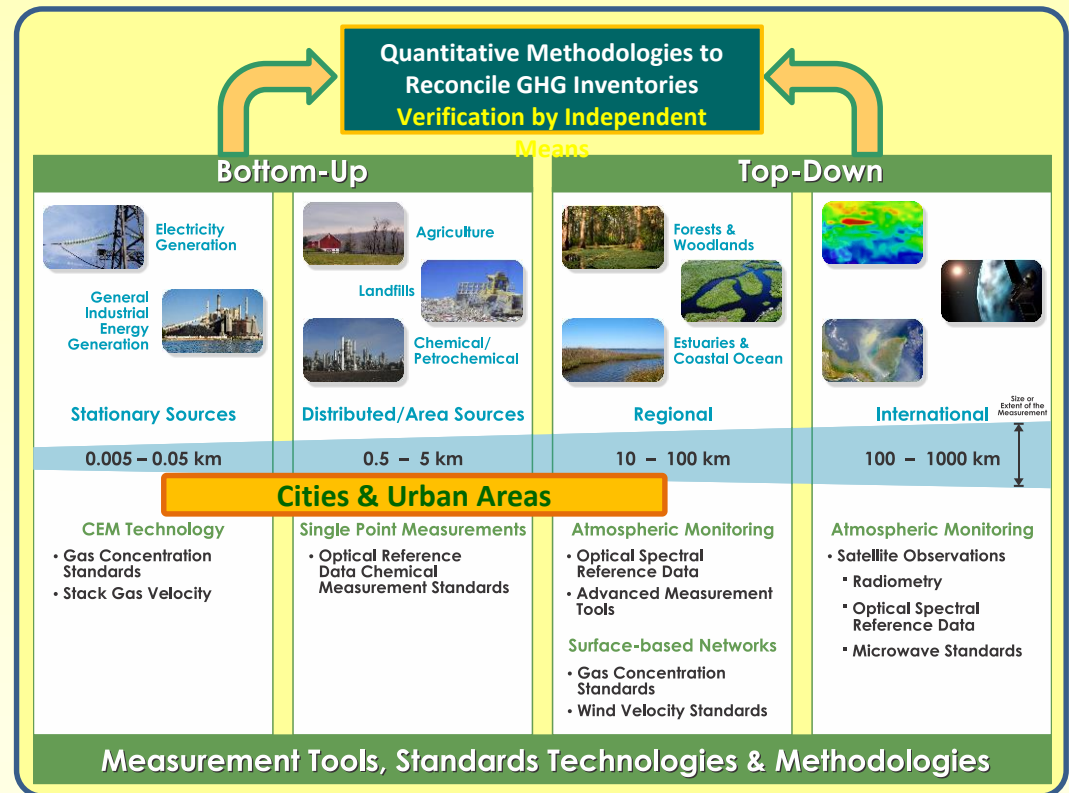 Quantitative Methodologies to
Reconcile GHG Inventories
Verification by Independent
Means
Bottom-Up
Top-Down
Electricity
Generation
General
Industrial
Energy
Generation
Stationary Sources
0.005 – 0.05 km
Agriculture
Landfills
Chemical/
Petrochemical
Distributed/Area Sources
0.5 – 5 km
Forests &
Woodlands
Estuaries &
Coastal Ocean
Regional
10 – 100 km
International
Size or
Extent of the
Measurement
100 – 1000 km
Cities & Urban Areas
CEM Technology
• Gas Concentration
Standards
• Stack Gas Velocity
Single Point Measurements
• Optical Reference
Data Chemical
Measurement Standards
Atmospheric Monitoring
• Optical Spectral
Reference Data
• Advanced Measurement
Tools
Surface-based Networks
• Gas Concentration
Standards
• Wind Velocity Standards
Atmospheric Monitoring
• Satellite Observations
▪ Radiometry
▪ Optical Spectral
Reference Data
▪ Microwave Standards
Measurement Tools, Standards Technologies & Methodologies